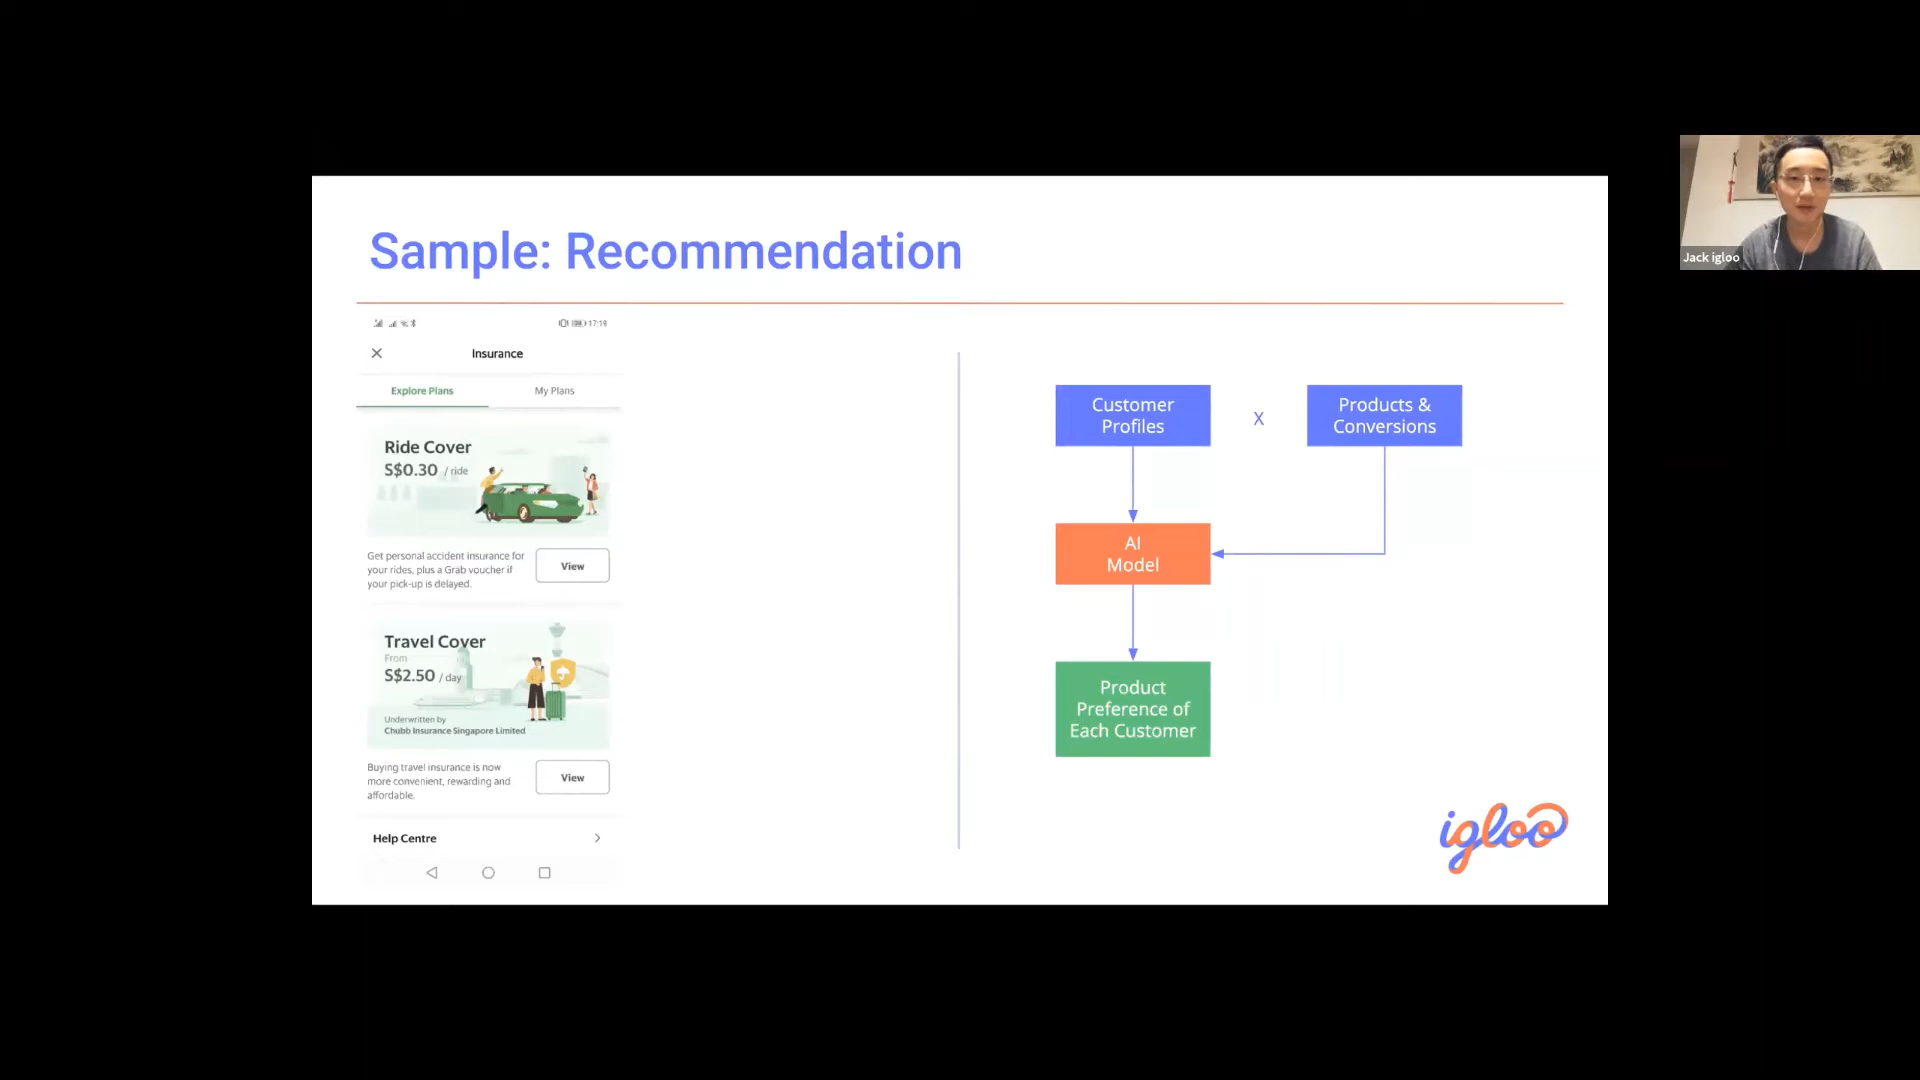 Sample: Recommendation
17:19
Insurance
Explore Plans
My Plans
Ride Cover
S$0.30 / ride
Get personal accident insurance for
your rides, plus a Grab voucher if
your pick-up is delayed.
View
Travel Cover
From
S$2.50 / day
Underwritten by
Chubb Insurance Singapore Limited
Buying travel insurance is now
more convenient, rewarding and
affordable.
View
Help Centre
Customer
Profiles
X
Products &
Conversions
AI
Model
Product
Preference of
Each Customer
igloo
Jack igloo